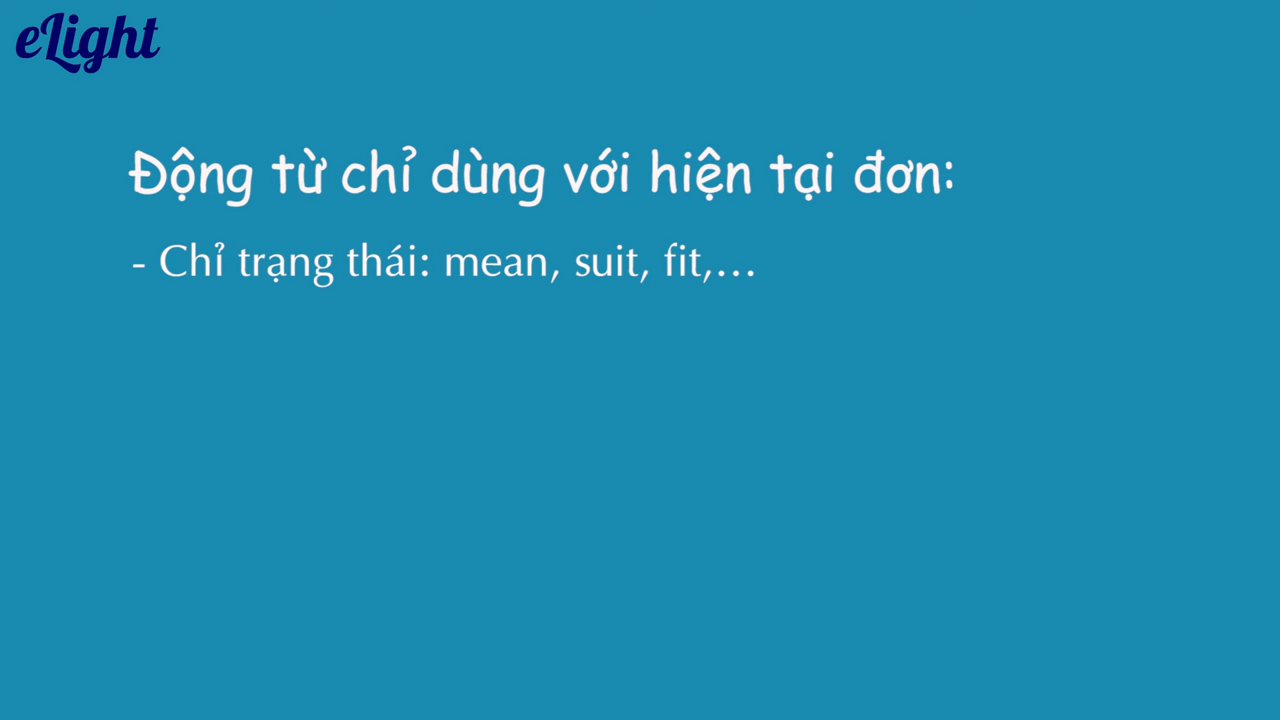 eLight
Động từ chỉ dùng với hiện tại đơn:
- Chỉ trạng thái: mean, suit, fit,...